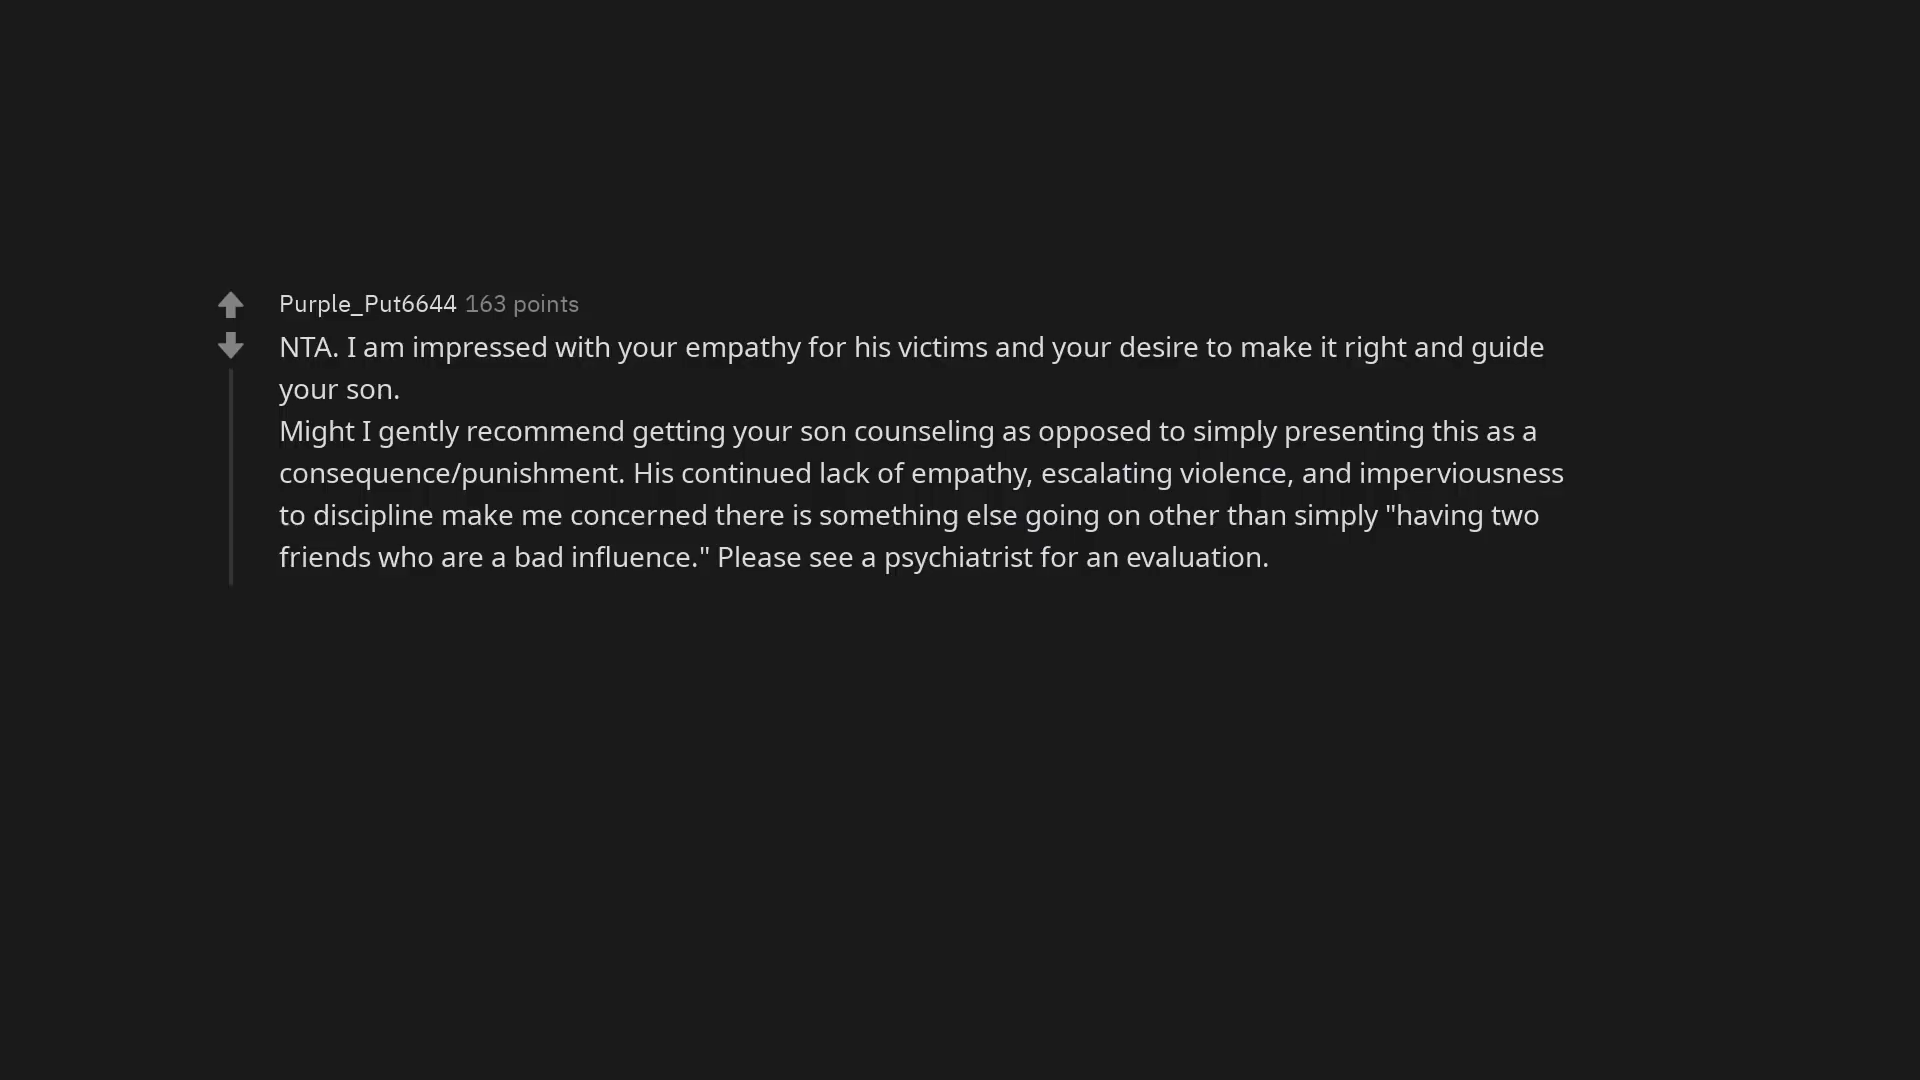 Purple_Put6644 163 points
NTA. I am impressed with your empathy for his victims and your desire to make it right and guide
your son.
Might I gently recommend getting your son counseling as opposed to simply presenting this as a
consequence/punishment. His continued lack of empathy, escalating violence, and imperviousness
to discipline make me concerned there is something else going on other than simply "having two
friends who are a bad influence." Please see a psychiatrist for an evaluation.